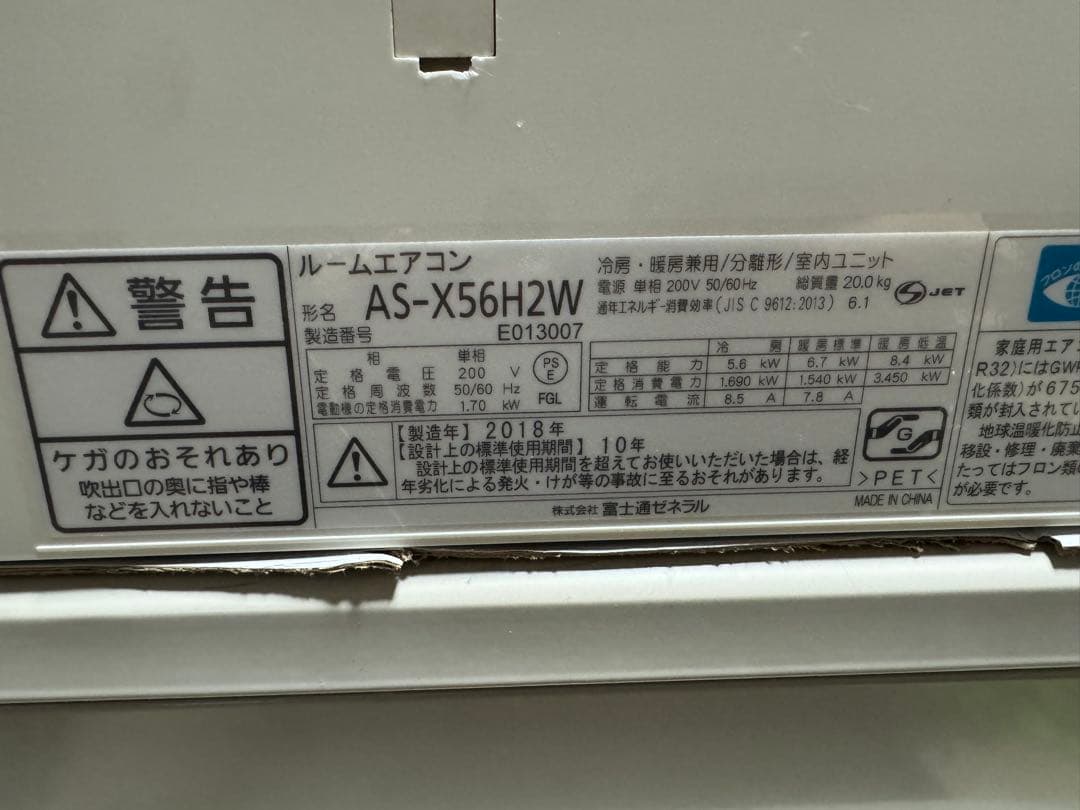 警告
ケガのおそれあり
吹出口の奥に指や棒
などを入れないこと
ルームエアコン
形名 AS-X56H2W
製造番号 E013007
冷房・暖房兼用/分離形/室内ユニット
電源 単相 200V 50/60Hz 総質量 20.0kg
通年エネルギー消費効率(JIS C 9612:2013) 6.1
JET
相 単相
定格電圧 200 V
定格周波数 50/60 Hz
電動機の定格消費電力 1.70 kW
PS
E
FGL
冷房 暖房標準 暖房低温
定格能力 5.6 kW 6.7 kW 8.4 kW
定格消費電力 1.690 kW 1.540 kW 3.450 kW
運転電流 8.5 A 7.8 A
【製造年】2018年
【設計上の標準使用期間】10年
設計上の標準使用期間を超えてお使いいただいた場合は、経
年劣化による発火・けが等の事故に至るおそれがあります。
株式会社 富士通ゼネラル
G
>PET<
MADE IN CHINA
フロンの
家庭用エアコ
R32)にはGWP
化係数)が675
類が封入されてい
地球温暖化防止
移設・修理・廃棄
たってはフロン類
が必要です。